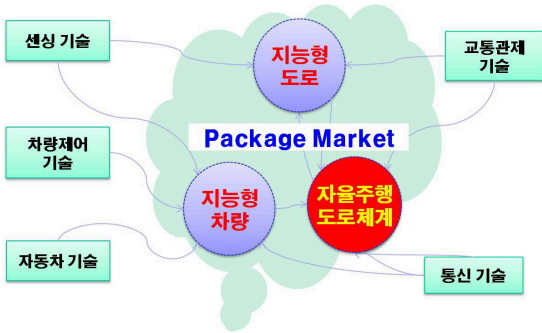 센싱 기술
지능형
도로
교통관제
기술
Package Market
차량제어
기술
지능형
차량
자율주행
도로체계
자동차 기술
통신 기술